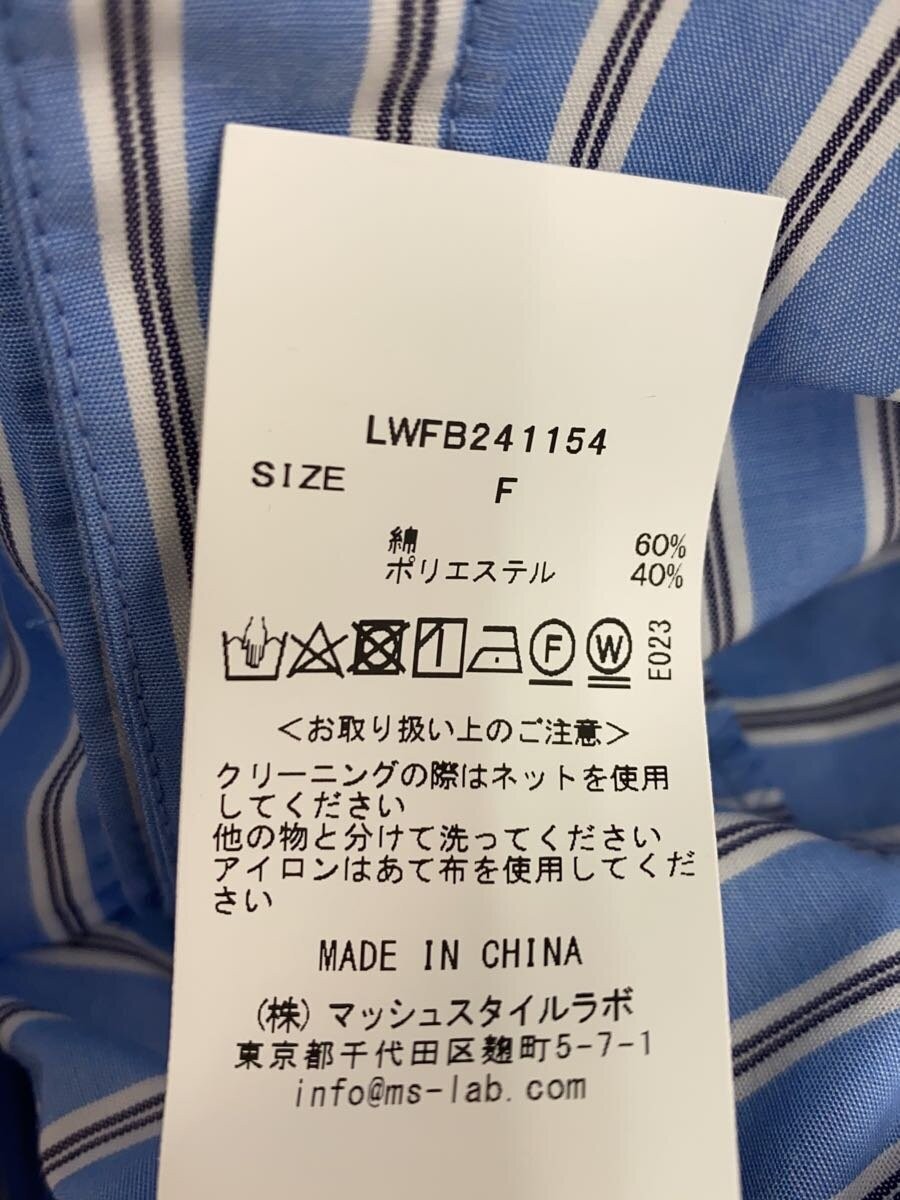 LWFB241154
SIZE F
綿 60%
ポリエステル 40%
1 F W E023
<お取り扱い上のご注意>
クリーニングの際はネットを使用
してください
他の物と分けて洗ってください
アイロンはあて布を使用してくだ
さい
MADE IN CHINA
(株)マッシュスタイルラボ
東京都千代田区麹町5-7-1
info@ms-lab.com